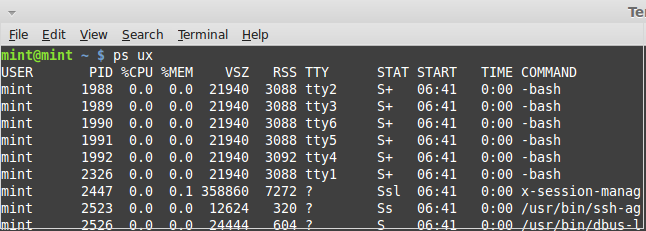 Te
File Edit View Search Terminal Help
mint@mint ~ $ ps ux
USER PID %CPU %MEM VSZ RSS TTY STAT START TIME COMMAND
mint 1988 0.0 0.0 21940 3088 tty2 S+ 06:41 0:00 -bash
mint 1989 0.0 0.0 21940 3088 tty3 S+ 06:41 0:00 -bash
mint 1990 0.0 0.0 21940 3088 tty6 S+ 06:41 0:00 -bash
mint 1991 0.0 0.0 21940 3088 tty5 S+ 06:41 0:00 -bash
mint 1992 0.0 0.0 21940 3092 tty4 S+ 06:41 0:00 -bash
mint 2326 0.0 0.0 21940 3088 tty1 S+ 06:41 0:00 -bash
mint 2447 0.0 0.1 358860 7272 ? Ssl 06:41 0:00 x-session-manag
mint 2523 0.0 0.0 12624 320 ? Ss 06:41 0:00 /usr/bin/ssh-ag
mint 2526 0.0 0.0 24444 604 ? S 06:41 0:00 /usr/bin/dbus-l